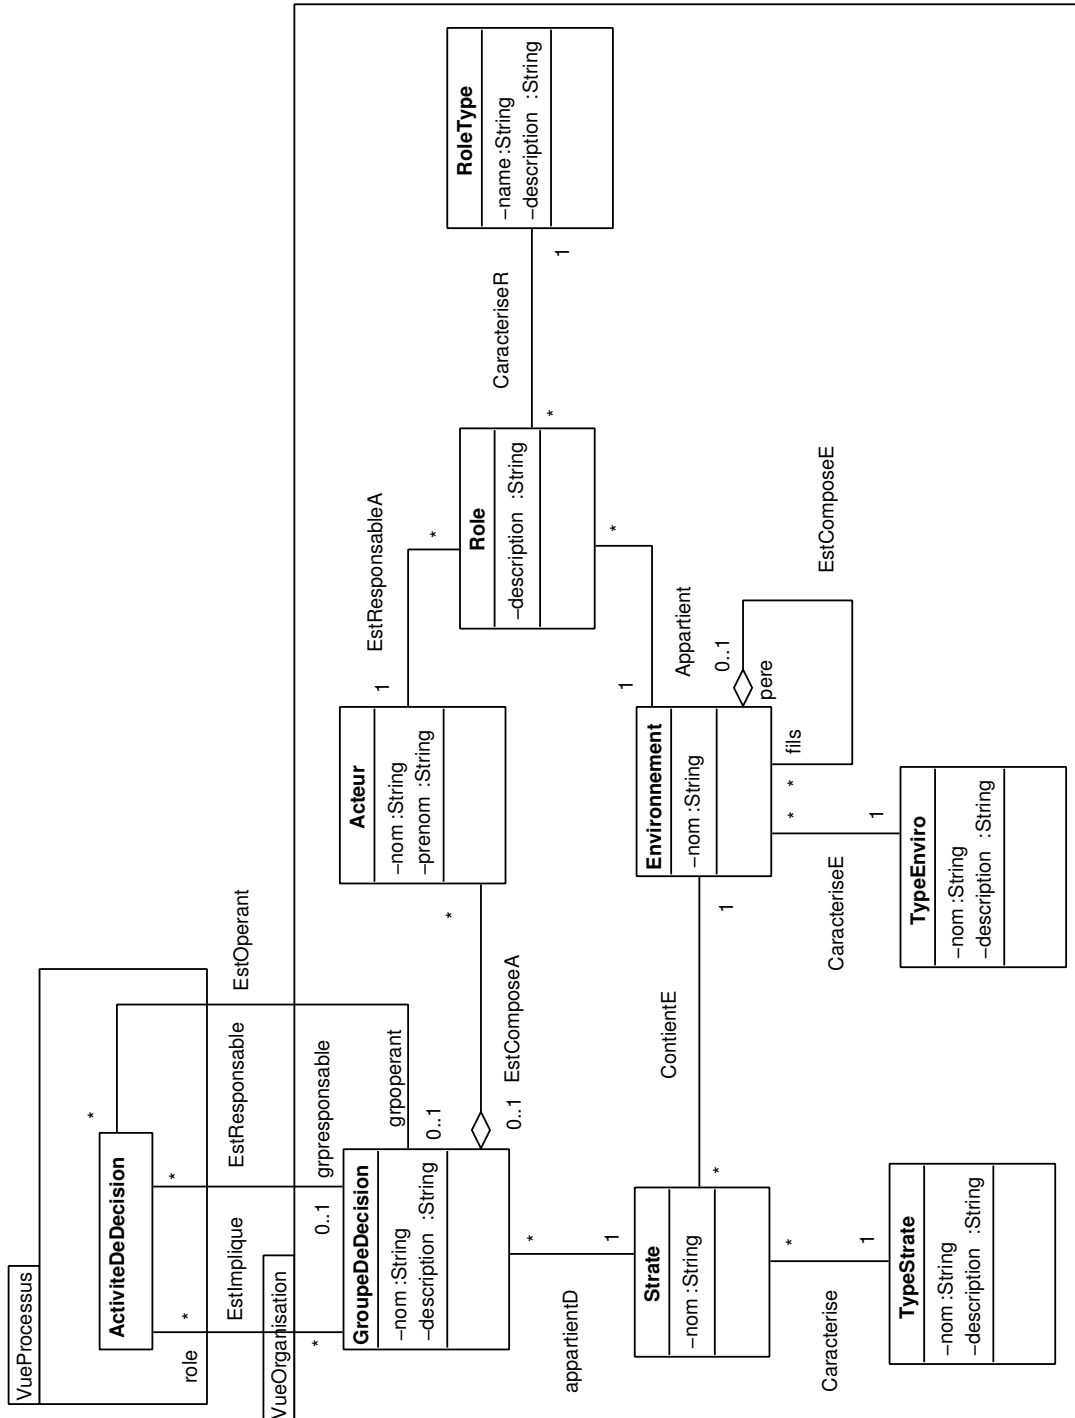 VueProcessus
ActiviteDeDecision
*
role
*
*
EstImplique
EstResponsable
EstOperant
VueOrganisation
*
0..1
grpresponsable
grpoperant
0..1
GroupeDeDecision
−nom :String
−description :String
0..1
EstComposeA
*
Acteur
−nom :String
−prenom :String
1
EstResponsableA
*
Role
−description :String
*
CaracteriseR
1
RoleType
−name :String
−description :String
*
appartientD
1
Strate
−nom :String
*
ContientE
1
Environnement
−nom :String
1
Appartient
*
0..1
pere
fils
*
EstComposeE
*
CaracteriseE
1
TypeEnviro
−nom :String
−description :String
*
Caracterise
1
TypeStrate
−nom :String
−description :String